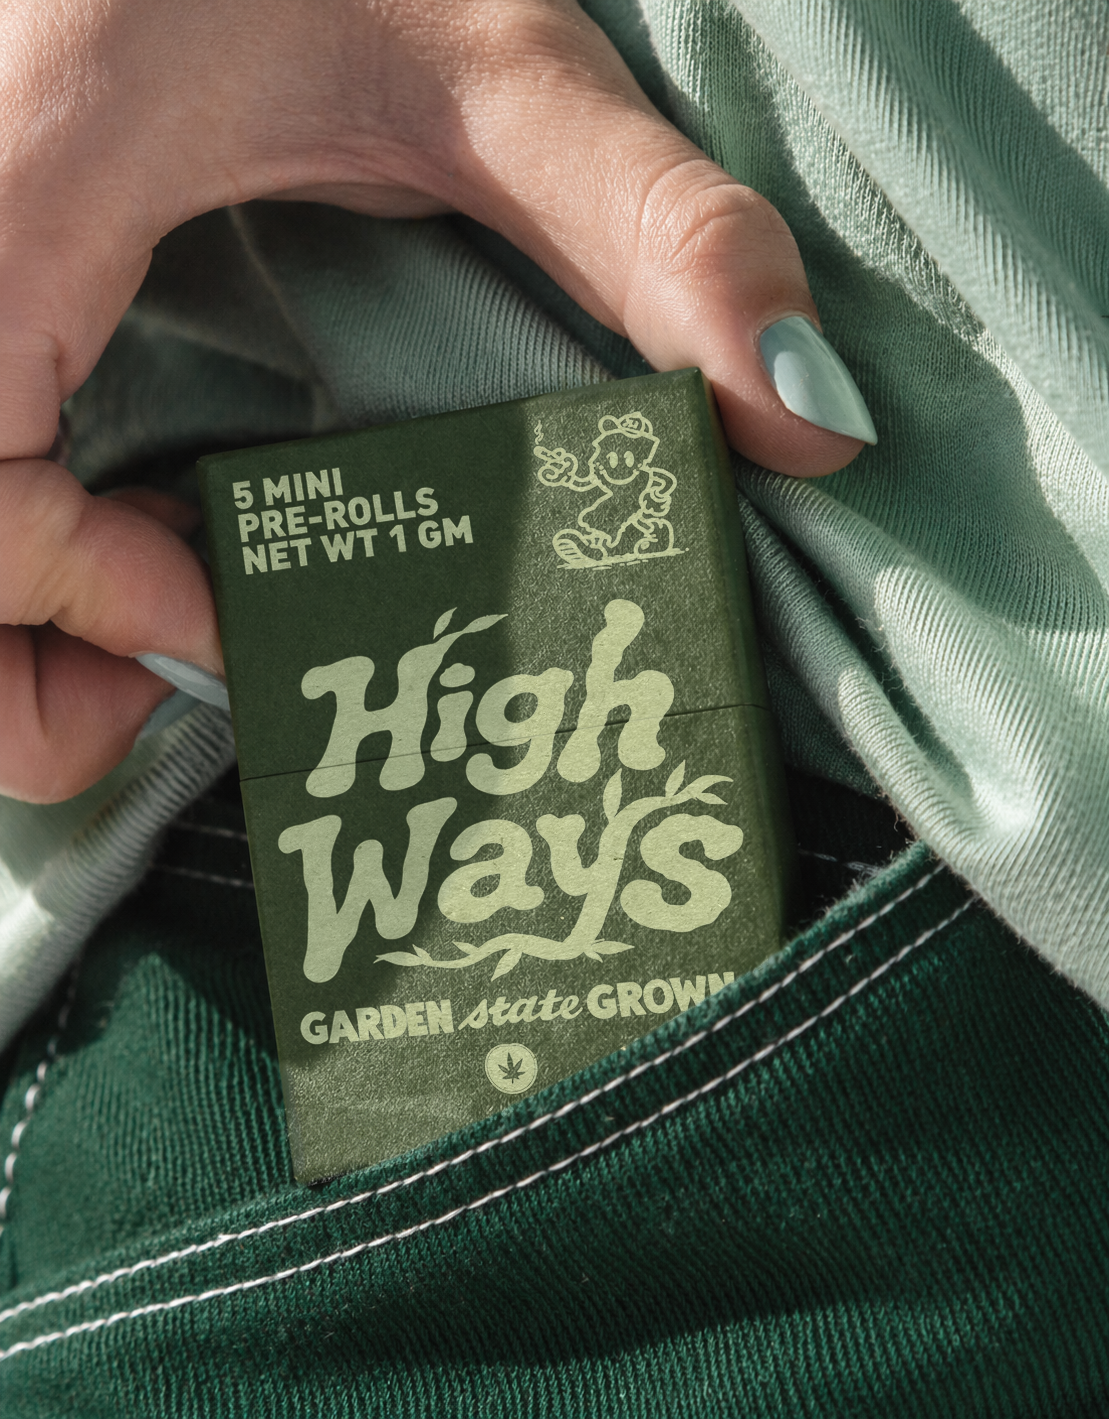 5 MINI
PRE-ROLLS
NET WT 1 GM
High
Ways
GARDEN state GROWN